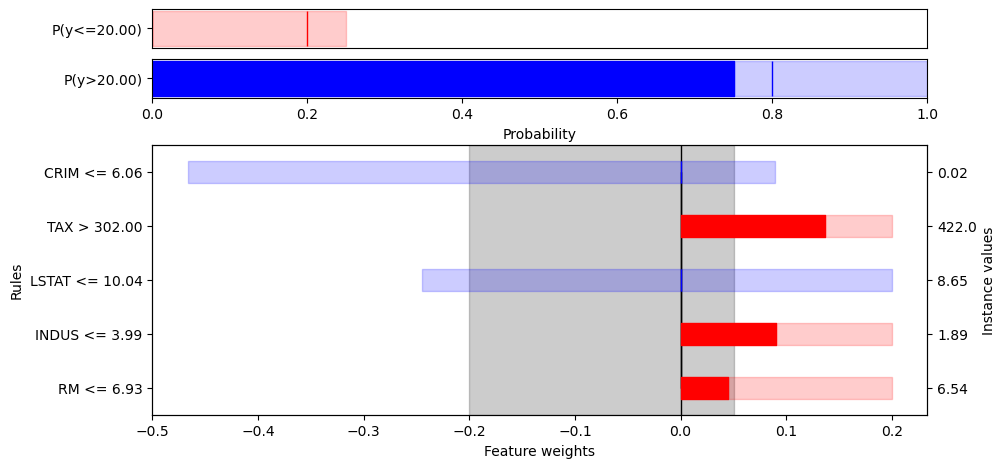 P(y<=20.00)
P(y>20.00)
0.0 0.2 0.4 0.6 0.8 1.0
Probability
CRIM <= 6.06 0.02
TAX > 302.00 422.0
LSTAT <= 10.04 8.65
INDUS <= 3.99 1.89
RM <= 6.93 6.54
Rules
Instance values
−0.5 −0.4 −0.3 −0.2 −0.1 0.0 0.1 0.2
Feature weights